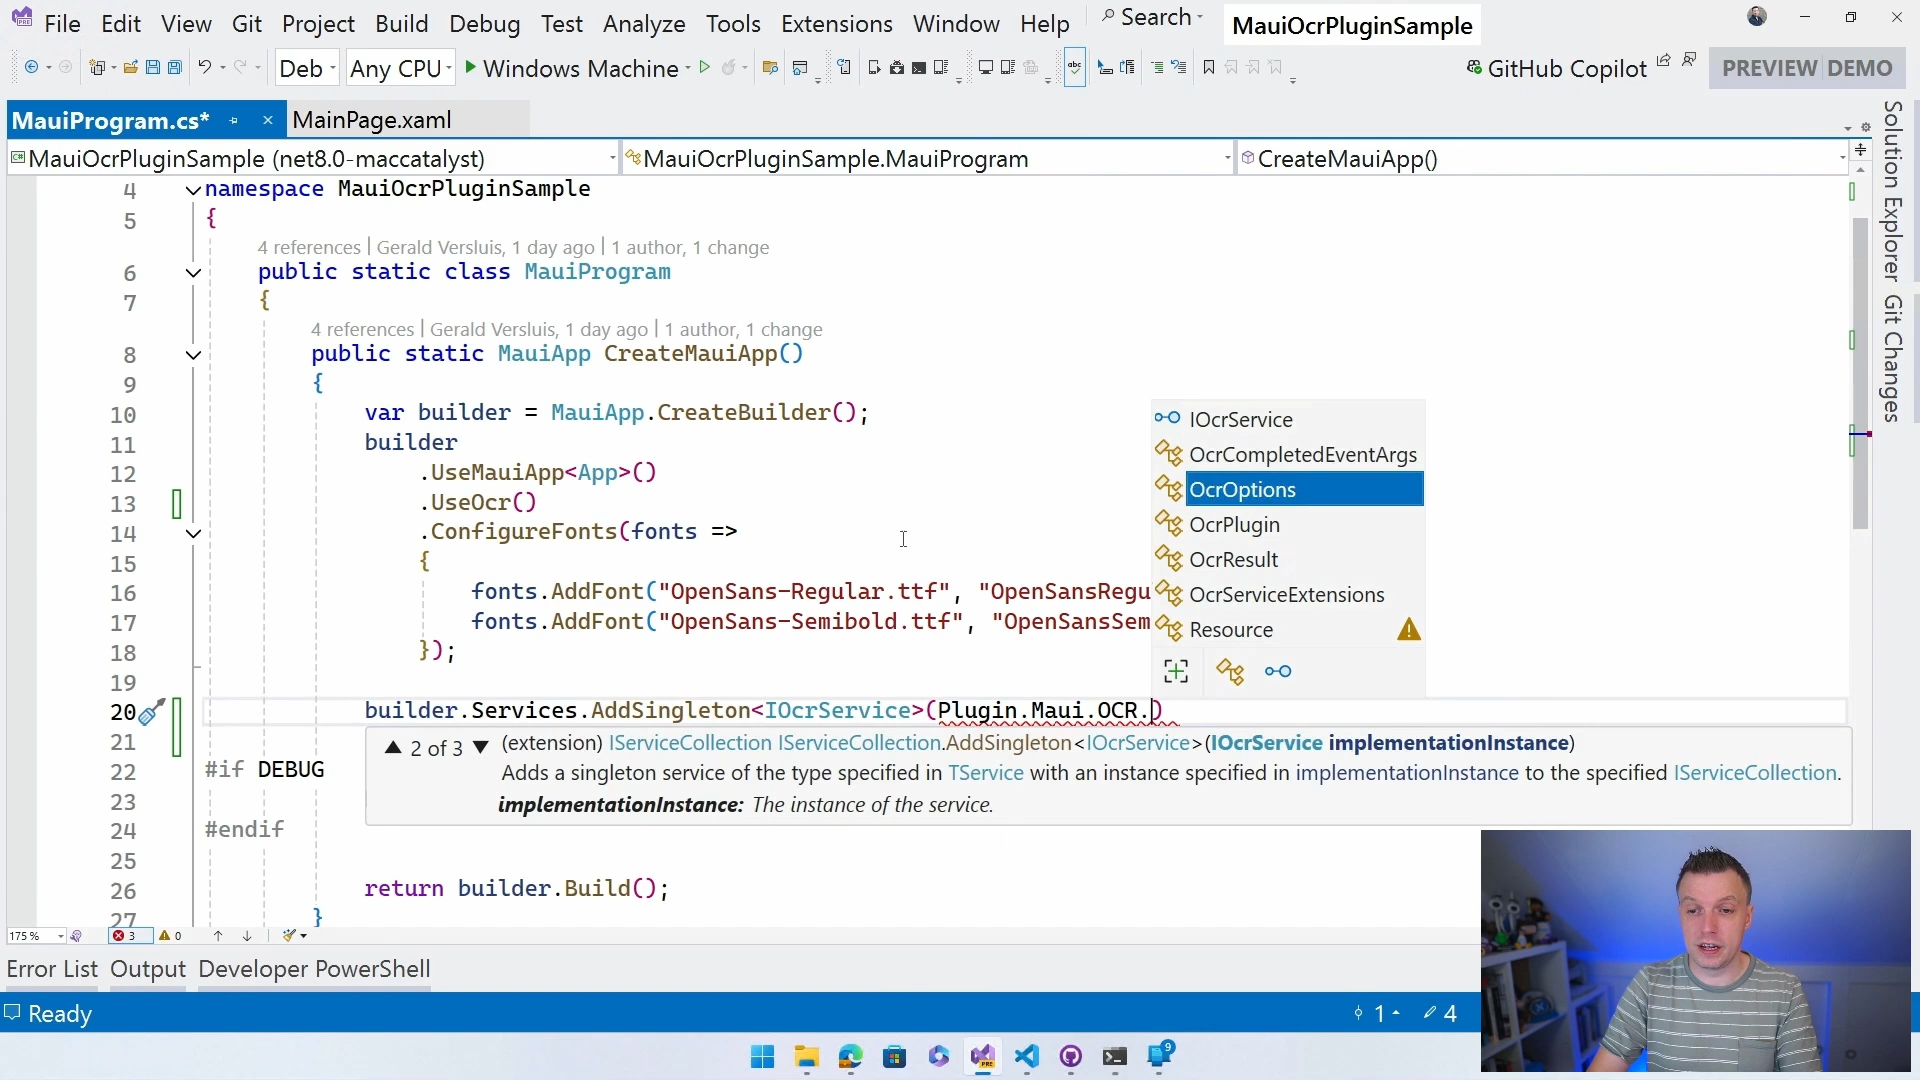 File Edit View Git Project Build Debug Test Analyze Tools Extensions Window Help Search MauiOcrPluginSample
Debug Any CPU Windows Machine abc GitHub Copilot PREVIEW DEMO
MauiProgram.cs* MainPage.xaml
C# MauiOcrPluginSample (net8.0-maccatalyst) MauiOcrPluginSample.MauiProgram CreateMauiApp()
Solution Explorer
Git Changes
4 namespace MauiOcrPluginSample
5 {
4 references | Gerald Versluis, 1 day ago | 1 author, 1 change
6 public static class MauiProgram
7 {
4 references | Gerald Versluis, 1 day ago | 1 author, 1 change
8 public static MauiApp CreateMauiApp()
9 {
10 var builder = MauiApp.CreateBuilder();
11 builder
12 .UseMauiApp<App>()
13 .UseOcr()
14 .ConfigureFonts(fonts =>
15 {
16 fonts.AddFont("OpenSans-Regular.ttf", "OpenSansRegu
17 fonts.AddFont("OpenSans-Semibold.ttf", "OpenSansSem
18 });
19
20 builder.Services.AddSingleton<IOcrService>(Plugin.Maui.OCR.)
21
22 #if DEBUG
23
24 #endif
25
26 return builder.Build();
27 }
IOcrService
OcrCompletedEventArgs
OcrOptions
OcrPlugin
OcrResult
OcrServiceExtensions
Resource
2 of 3 (extension) IServiceCollection IServiceCollection.AddSingleton<IOcrService>(IOcrService implementationInstance)
Adds a singleton service of the type specified in TService with an instance specified in implementationInstance to the specified IServiceCollection.
implementationInstance: The instance of the service.
175 % 3 0
Error List Output Developer PowerShell
Ready 1 4
PRE 9